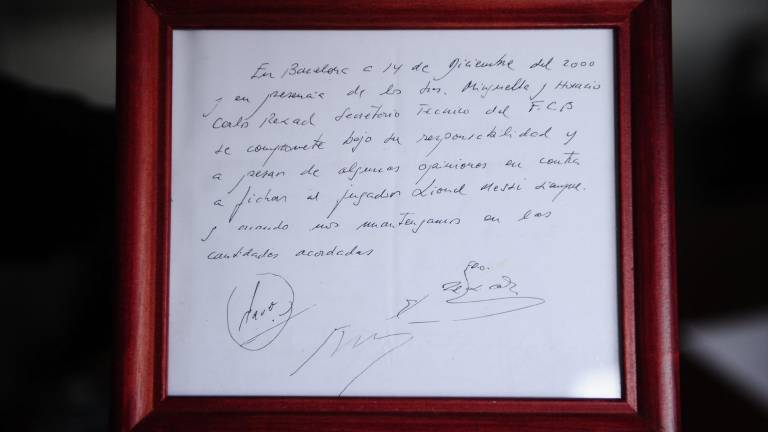 En Barcelona a 14 de Diciembre del 2000
y en presencia de los Srs. Minguella y Horacio
Carlos Rexach Secretario Tecnico del F.C.B
se compromete bajo su responsabilidad y
a pesar de algunas opiniones en contra
a fichar al jugador Lionel Messi siempre.
y cuando nos mantengamos en las
cantidades acordadas